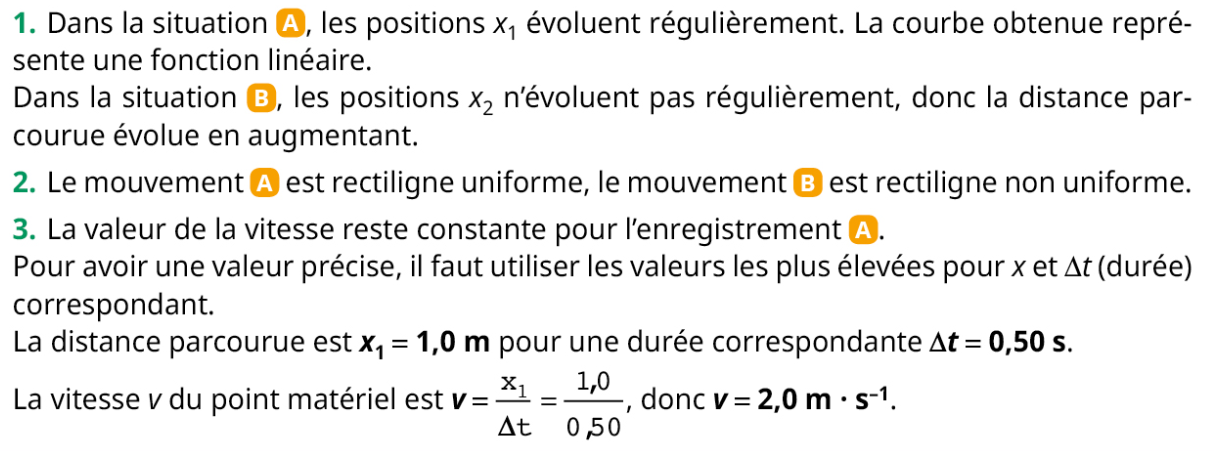 1. Dans la situation A, les positions x₁ évoluent régulièrement. La courbe obtenue repré-
sente une fonction linéaire.
Dans la situation B, les positions x₂ n’évoluent pas régulièrement, donc la distance par-
courue évolue en augmentant.
2. Le mouvement A est rectiligne uniforme, le mouvement B est rectiligne non uniforme.
3. La valeur de la vitesse reste constante pour l’enregistrement A.
Pour avoir une valeur précise, il faut utiliser les valeurs les plus élevées pour x et Δt (durée)
correspondant.
La distance parcourue est x₁ = 1,0 m pour une durée correspondante Δt = 0,50 s.
La vitesse v du point matériel est v = x₁/Δt = 1,0/0,50, donc v = 2,0 m · s⁻¹.